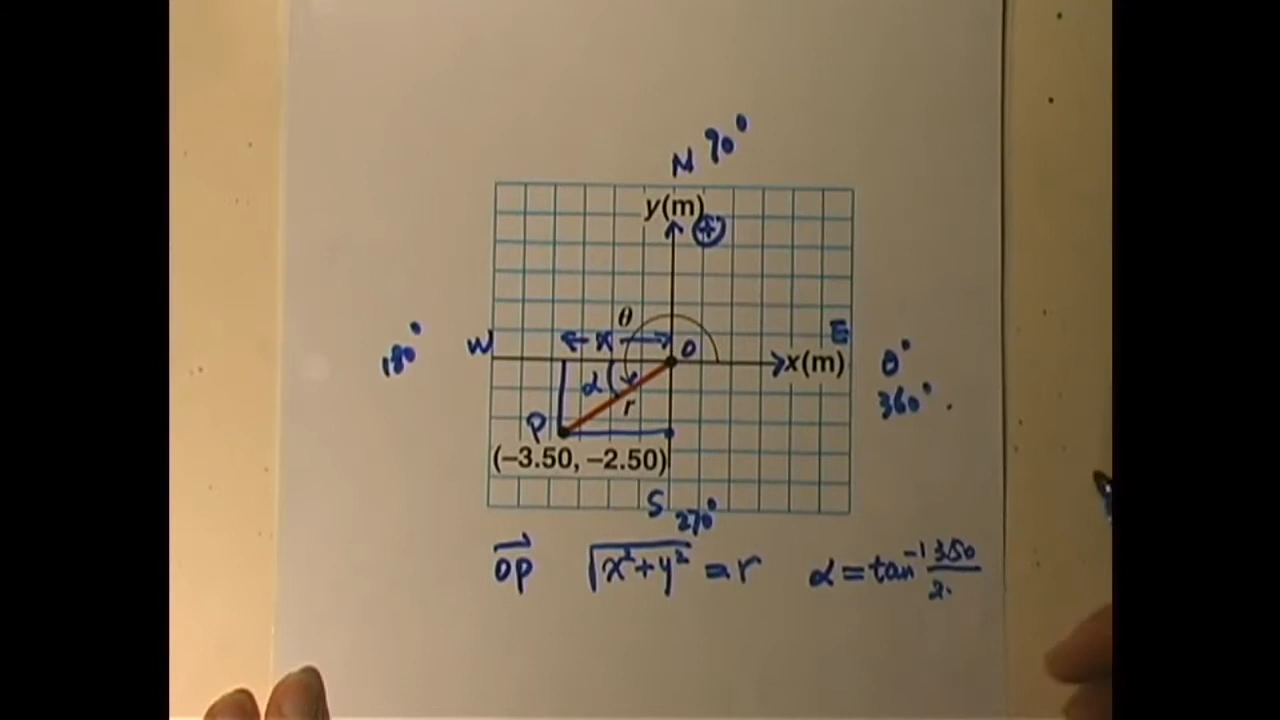 N 90°
y(m)
+
θ
W
E
180°
x
O
x(m)
0°
360°
α
r
P
(−3.50, −2.50)
S 270°
OP √x²+y² = r α = tan⁻¹ 3.50/2.